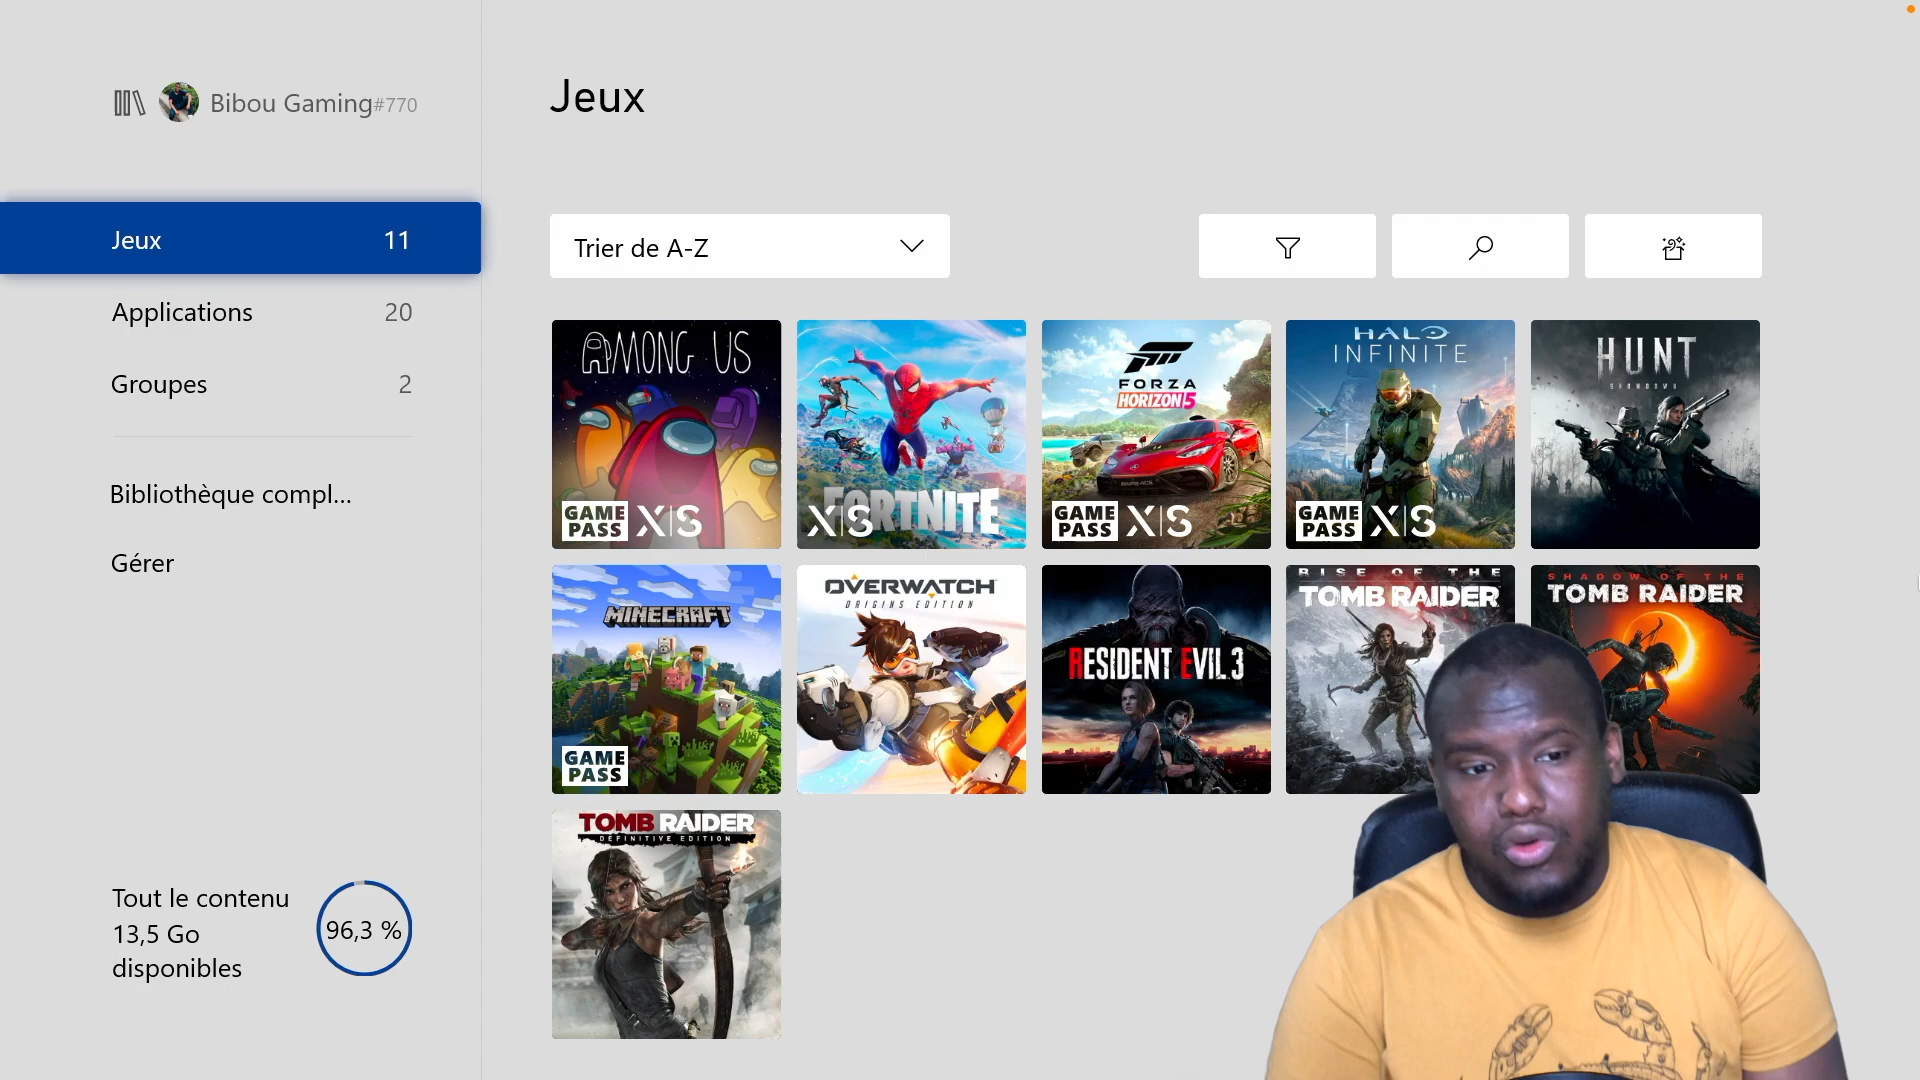 Bibou Gaming#770
Jeux
Jeux 11
Applications 20
Groupes 2
Bibliothèque compl...
Gérer
Tout le contenu
13,5 Go
disponibles
96,3 %
Trier de A-Z
AMONG US
GAME
PASS
X|S
FORTNITE
X|S
FORZA
HORIZON 5
GAME
PASS
X|S
HALO
INFINITE
GAME
PASS
X|S
HUNT
SHOWDOWN
MINECRAFT
GAME
PASS
OVERWATCH
ORIGINS EDITION
RESIDENT EVIL 3
RISE OF THE
TOMB RAIDER
SHADOW OF THE
TOMB RAIDER
TOMB RAIDER
DEFINITIVE EDITION